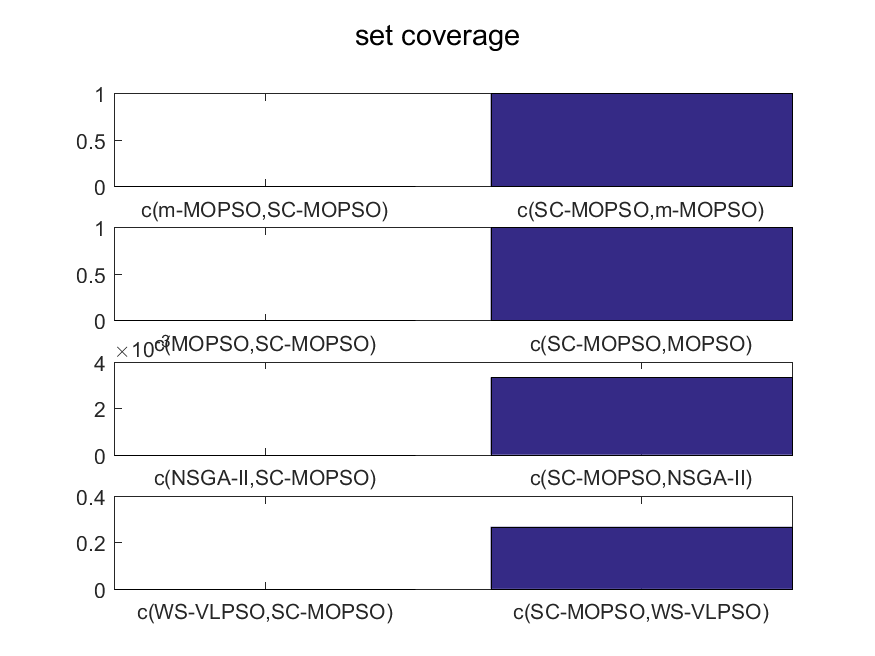 set coverage
1
0.5
0
c(m-MOPSO,SC-MOPSO) c(SC-MOPSO,m-MOPSO)
1
0.5
0
c(MOPSO,SC-MOPSO) c(SC-MOPSO,MOPSO)
×10-3
4
2
0
c(NSGA-II,SC-MOPSO) c(SC-MOPSO,NSGA-II)
0.4
0.2
0
c(WS-VLPSO,SC-MOPSO) c(SC-MOPSO,WS-VLPSO)